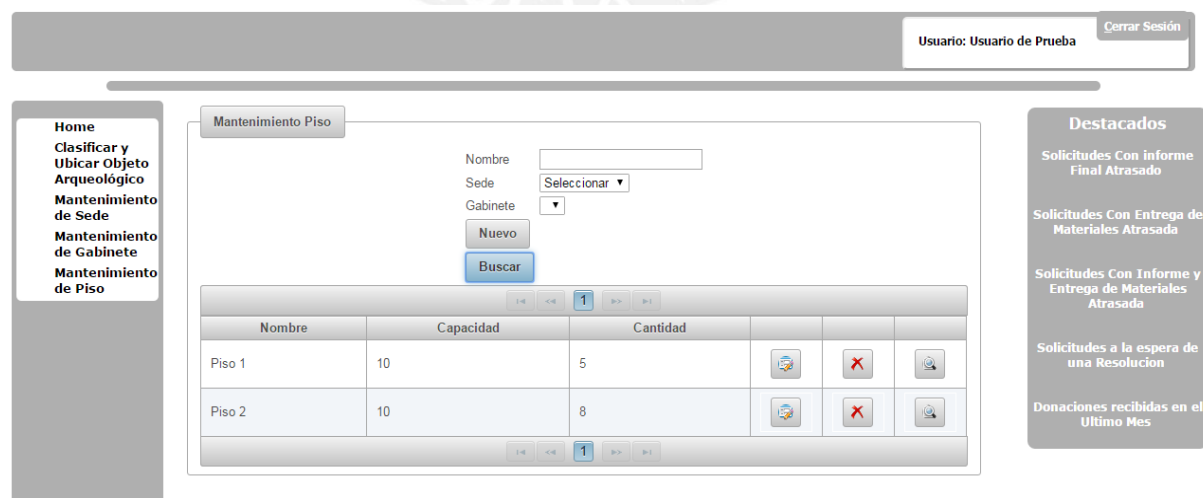 Cerrar Sesión
Usuario: Usuario de Prueba
Home
Clasificar y
Ubicar Objeto
Arqueológico
Mantenimiento
de Sede
Mantenimiento
de Gabinete
Mantenimiento
de Piso
Mantenimiento Piso
Nombre
Sede Seleccionar
Gabinete
Nuevo
Buscar
1
Nombre Capacidad Cantidad
Piso 1 10 5
Piso 2 10 8
1
Destacados
Solicitudes Con informe
Final Atrasado
Solicitudes Con Entrega de
Materiales Atrasada
Solicitudes Con Informe y
Entrega de Materiales
Atrasada
Solicitudes a la espera de
una Resolucion
Donaciones recibidas en el
Ultimo Mes